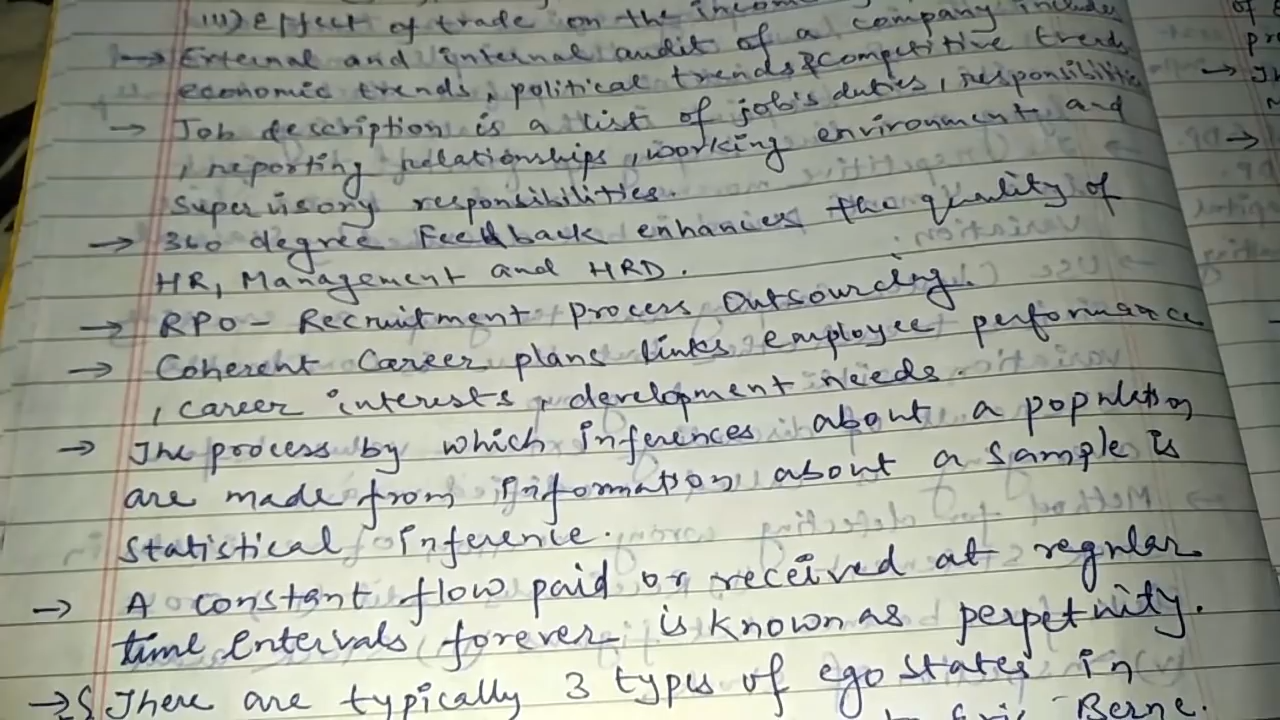 iii) effect of trade on the income
→ External and internal audit of a company includes
economic trends, political trends & Competitive trends
→ Job description is a list of job's duties, responsibilities
, reporting relationships, working environment and
supervisory responsibilities.
→ 360 degree Feedback enhances the quality of
HR, Management and HRD.
→ RPO - Recruitment process Outsourcing.
→ Coherent Career plans links employee performance
, career interests, development needs.
→ The process by which inferences about a population
are made from information about a sample is
statistical inference.
→ A constant flow paid or received at regular
time intervals forever is known as perpetuity.
→ There are typically 3 types of ego states in
Eric Berne.